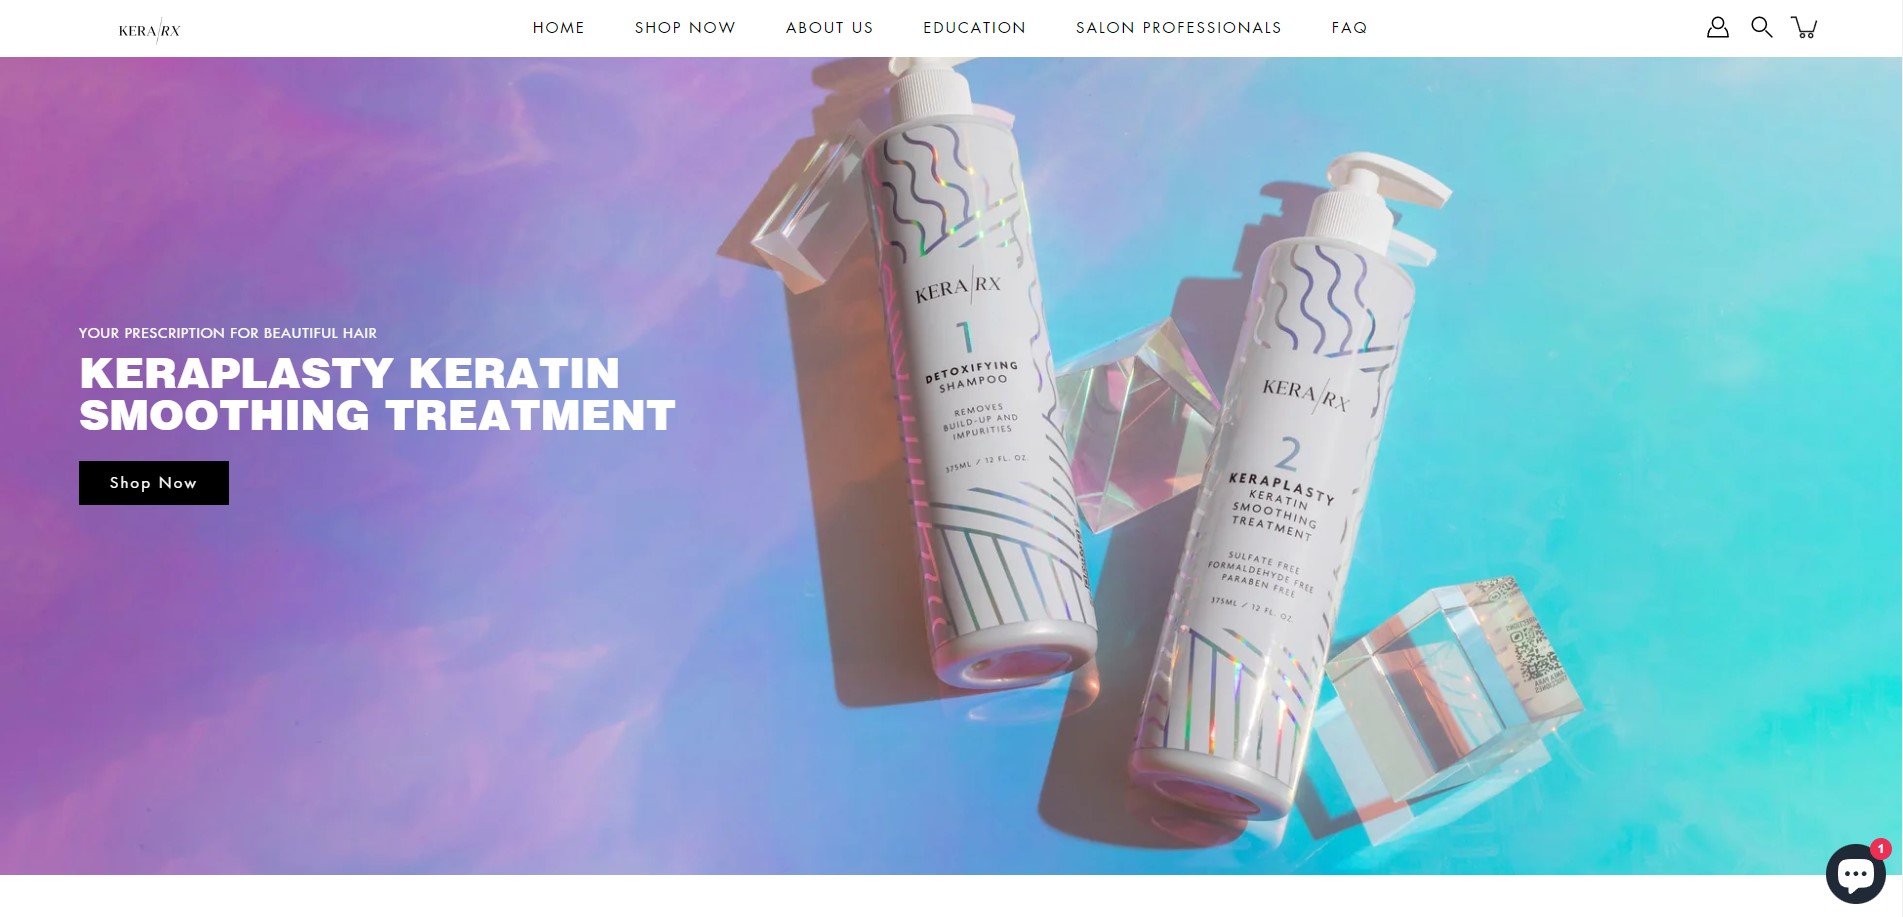 KERA/RX
HOME
SHOP NOW
ABOUT US
EDUCATION
SALON PROFESSIONALS
FAQ
YOUR PRESCRIPTION FOR BEAUTIFUL HAIR
KERAPLASTY KERATIN
SMOOTHING TREATMENT
Shop Now
KERA/RX
1
DETOXIFYING
SHAMPOO
REMOVES
BUILD-UP AND
IMPURITIES
375ML / 12 FL. OZ.
KERA/RX
2
KERAPLASTY
KERATIN
SMOOTHING
TREATMENT
SULFATE FREE
FORMALDEHYDE FREE
PARABEN FREE
375ML / 12 FL. OZ.
1